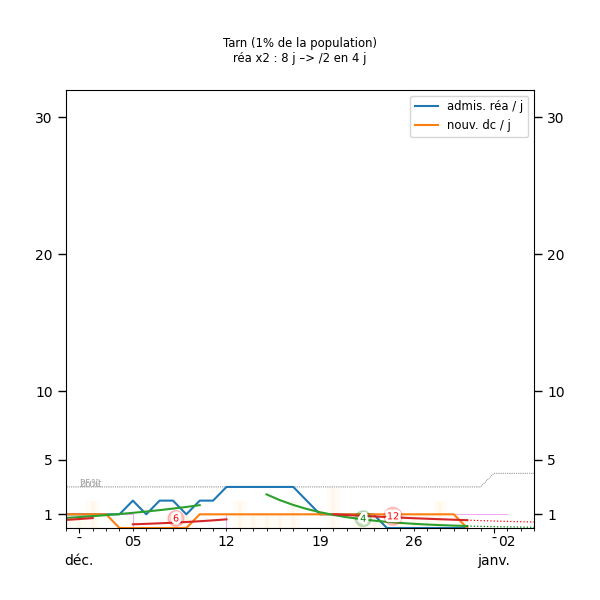 Tarn (1% de la population)
réa x2 : 8 j –> /2 en 4 j
admis. réa / j
nouv. dc / j
30 30
20 20
10 10
5 5
1 1
6 4 12
- 05 12 19 26 - 02
déc. janv.